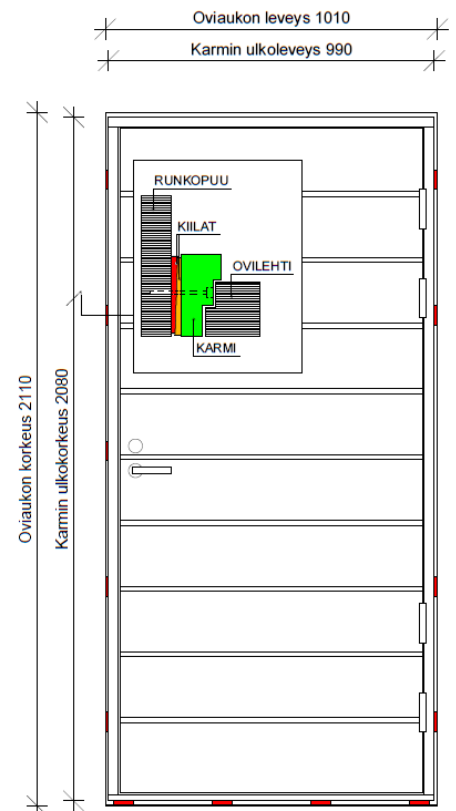 Oviaukon leveys 1010
Karmin ulkoleveys 990
RUNKOPUU
KIILAT
OVILEHTI
KARMI
Oviaukon korkeus 2110
Karmin ulkokorkeus 2080